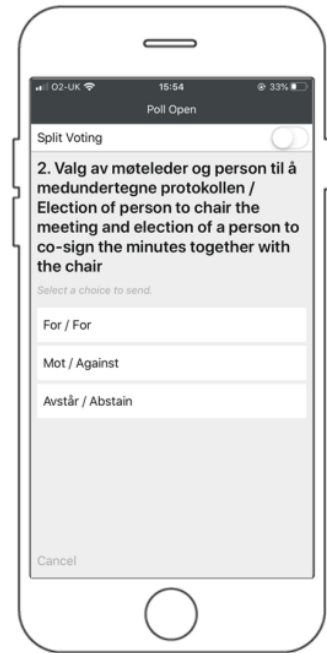 O2-UK 15:54 33%
Poll Open
Split Voting
2. Valg av møteleder og person til å
medundertegne protokollen /
Election of person to chair the
meeting and election of a person to
co-sign the minutes together with
the chair
Select a choice to send.
For / For
Mot / Against
Avstår / Abstain
Cancel